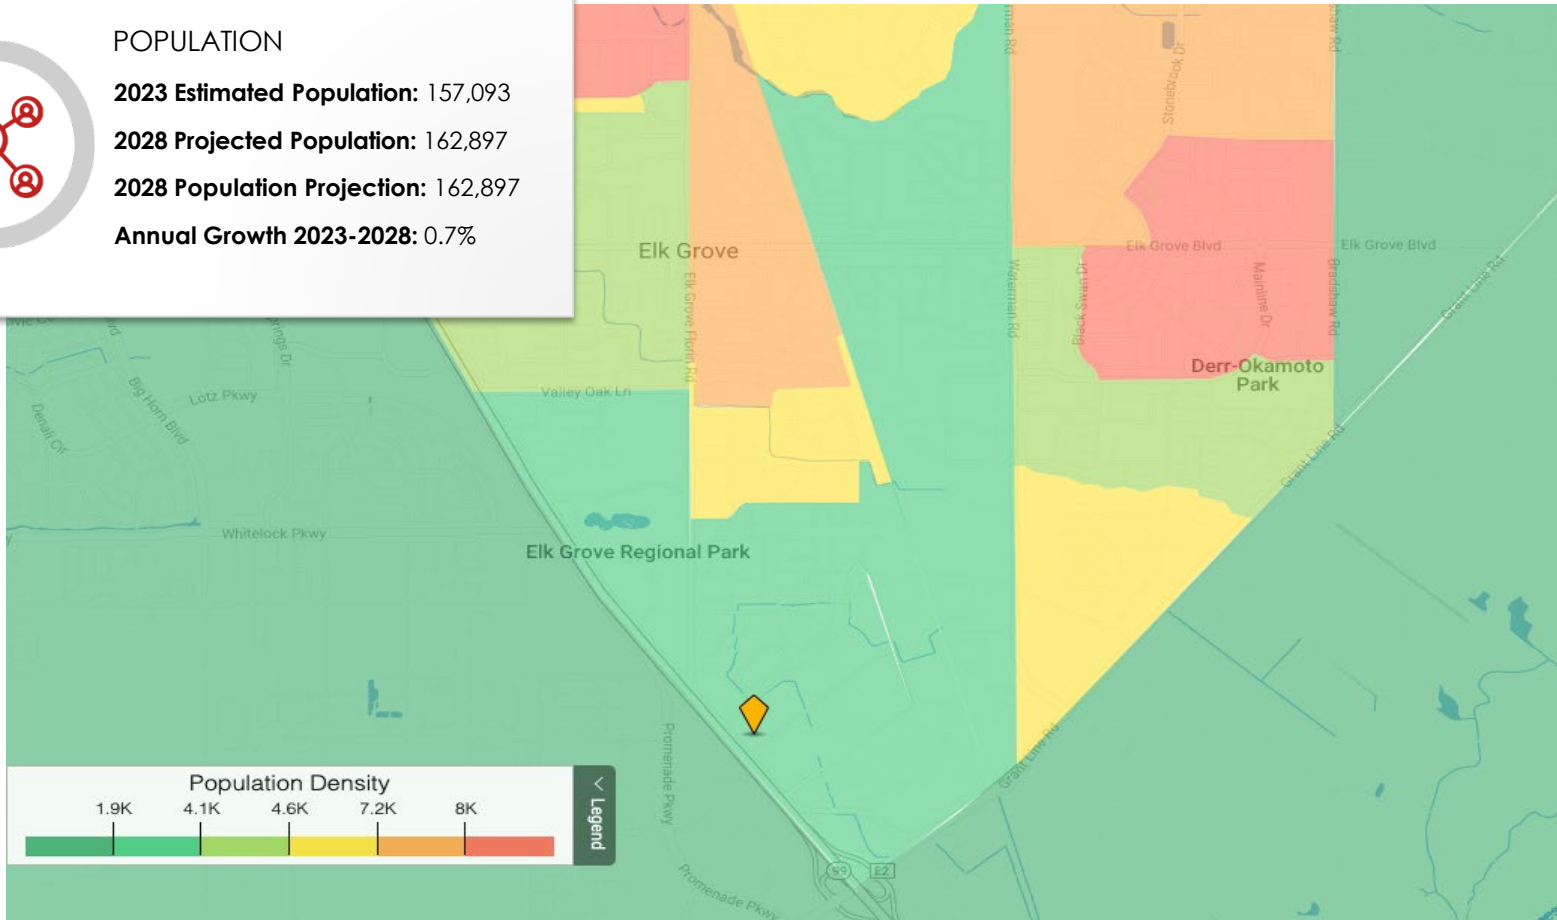 POPULATION
2023 Estimated Population: 157,093
2028 Projected Population: 162,897
2028 Population Projection: 162,897
Annual Growth 2023-2028: 0.7%
Stonebrook Dr
Elk Grove
Elk Grove Florin Rd
Waterman Rd
Black Swan Dr
Elk Grove Blvd
Mainline Dr
Bradshaw Rd
Elk Grove Blvd
Grant Line Rd
Derr-Okamoto
Park
Valley Oak Ln
Lotz Pkwy
Big Horn Blvd
Denali Cir
Grant Line Rd
Whitelock Pkwy
Elk Grove Regional Park
Promenade Pkwy
Grant Line Rd
Population Density
1.9K 4.1K 4.6K 7.2K 8K
< Legend
99
E2
Promenade Pkwy